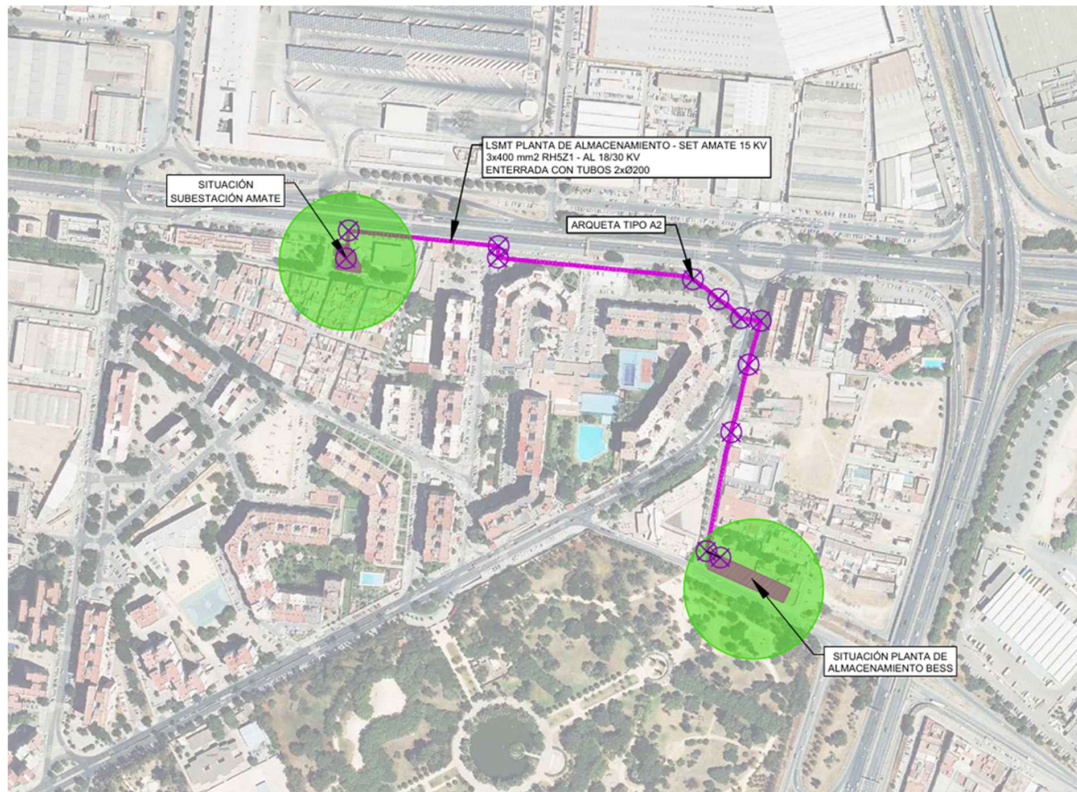 LSMT PLANTA DE ALMACENAMIENTO - SET AMATE 15 KV
3x400 mm2 RH5Z1 - AL 18/30 KV
ENTERRADA CON TUBOS 2xØ200
SITUACIÓN
SUBESTACIÓN AMATE
ARQUETA TIPO A2
SITUACIÓN PLANTA DE
ALMACENAMIENTO BESS